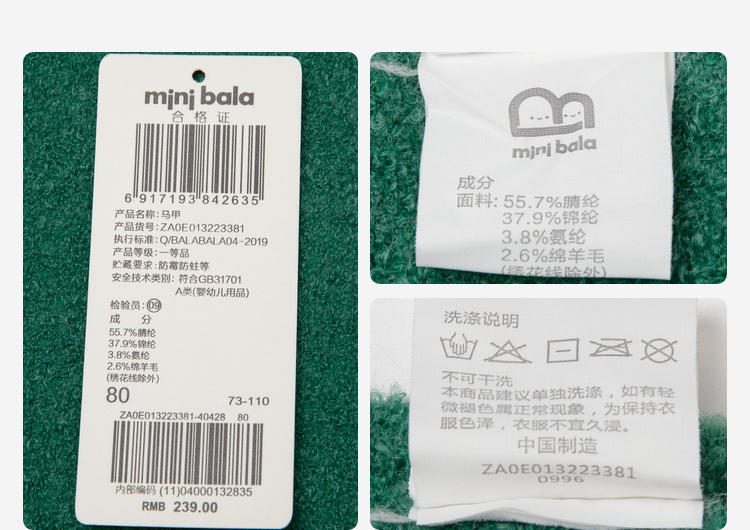 mini bala
合格证
6 917193 842635
产品名称:马甲
产品货号:ZA0E013223381
执行标准:Q/BALABALA04-2019
产品等级:一等品
贮藏要求:防霉防蛀等
安全技术类别:符合GB31701
A类(婴幼儿用品)
检验员:09
成 分
55.7%腈纶
37.9%锦纶
3.8%氨纶
2.6%绵羊毛
(绣花线除外)
80 73-110
ZA0E013223381-40428 80
内部编码 (11)04000132835
RMB 239.00
mini bala
成分
面料:55.7%腈纶
37.9%锦纶
3.8%氨纶
2.6%绵羊毛
(绣花线除外)
洗涤说明
不可干洗
本商品建议单独洗涤,如有轻
微褪色属正常现象,为保持衣
服色泽,衣服不宜久浸。
中国制造
ZA0E013223381
0996